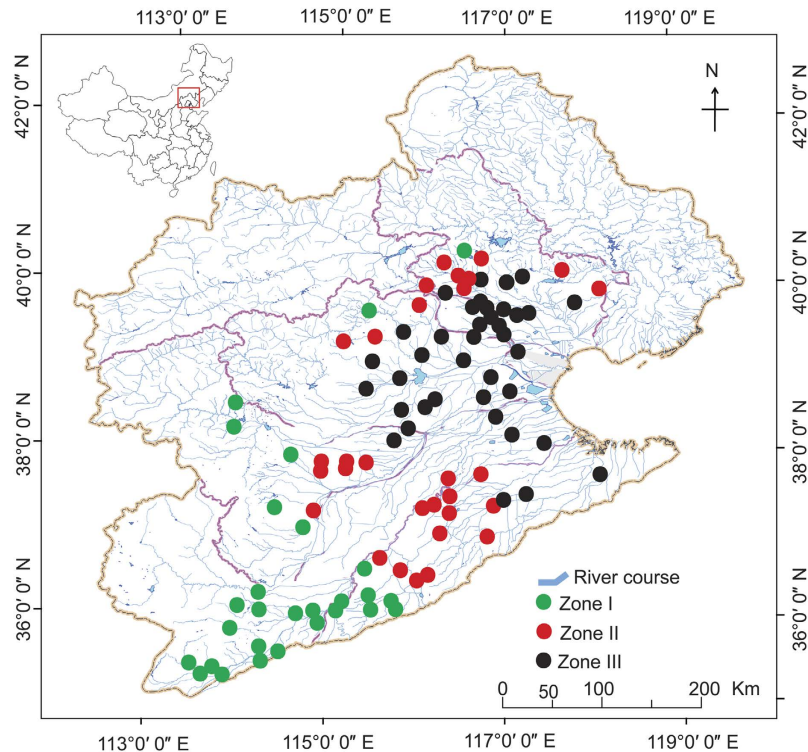 113°0′ 0″ E 115°0′ 0″ E 117°0′ 0″ E 119°0′ 0″ E
42°0′ 0″ N
40°0′ 0″ N
38°0′ 0″ N
36°0′ 0″ N
N
42°0′ 0″ N
40°0′ 0″ N
38°0′ 0″ N
36°0′ 0″ N
River course
Zone I
Zone II
Zone III
0 50 100 200 Km
113°0′ 0″ E 115°0′ 0″ E 117°0′ 0″ E 119°0′ 0″ E